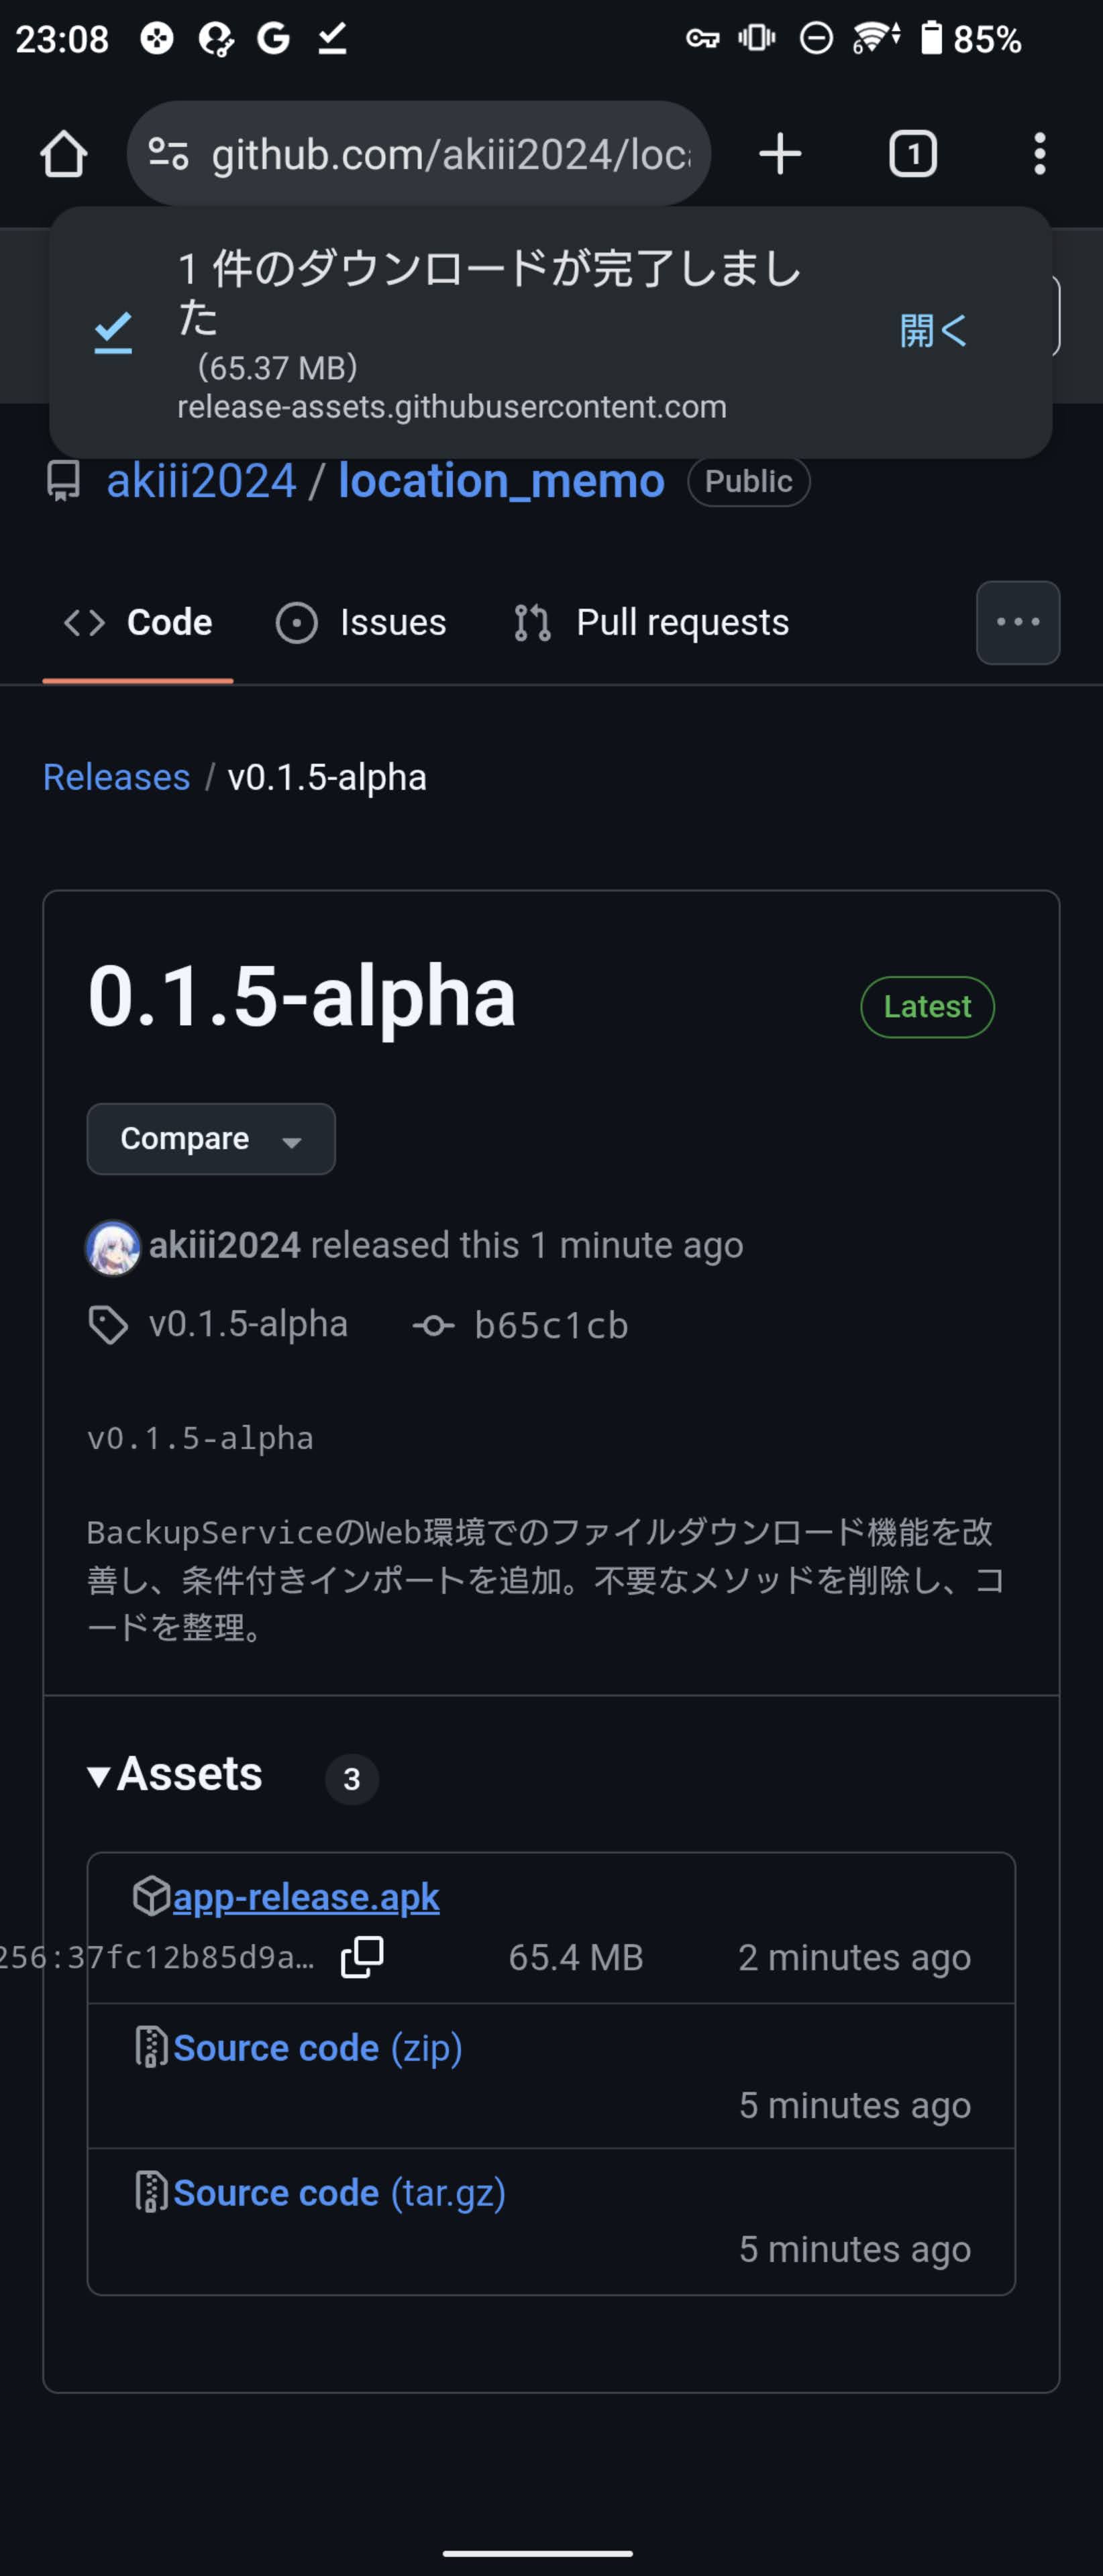 23:08
85%
github.com/akiii2024/loc
1
1 件のダウンロードが完了しまし
た
(65.37 MB)
release-assets.githubusercontent.com
開く
akiii2024 / location_memo Public
Code Issues Pull requests
Releases / v0.1.5-alpha
0.1.5-alpha
Latest
Compare
akiii2024 released this 1 minute ago
v0.1.5-alpha b65c1cb
v0.1.5-alpha
BackupServiceのWeb環境でのファイルダウンロード機能を改
善し、条件付きインポートを追加。不要なメソッドを削除し、コ
ードを整理。
Assets 3
app-release.apk
256:37fc12b85d9a… 65.4 MB 2 minutes ago
Source code (zip)
5 minutes ago
Source code (tar.gz)
5 minutes ago